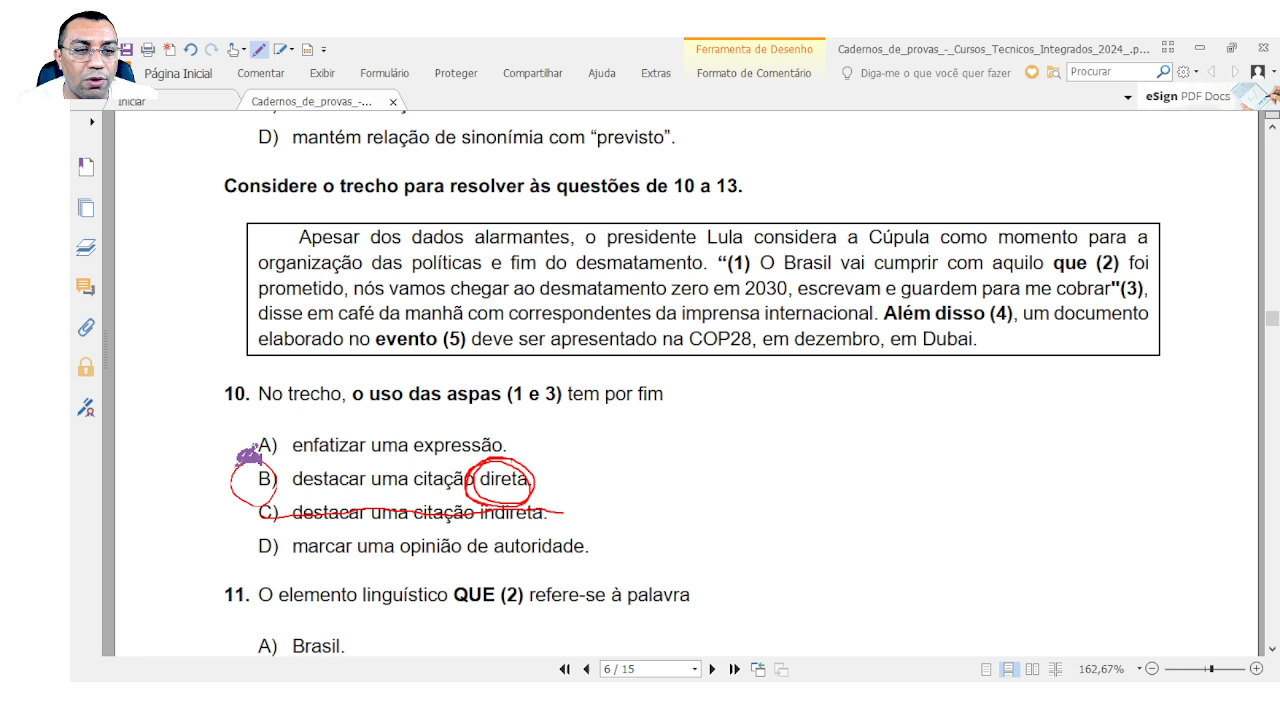 Ferramenta de Desenho
Cadernos_de_provas_-_Cursos_Tecnicos_Integrados_2024_.p...
Página Inicial
Comentar
Exibir
Formulário
Proteger
Compartilhar
Ajuda
Extras
Formato de Comentário
Diga-me o que você quer fazer
Procurar
Iniciar
Cadernos_de_provas_-...
eSign PDF Docs
D) mantém relação de sinonímia com “previsto”.
Considere o trecho para resolver às questões de 10 a 13.
Apesar dos dados alarmantes, o presidente Lula considera a Cúpula como momento para a
organização das políticas e fim do desmatamento. “(1) O Brasil vai cumprir com aquilo que (2) foi
prometido, nós vamos chegar ao desmatamento zero em 2030, escrevam e guardem para me cobrar"(3),
disse em café da manhã com correspondentes da imprensa internacional. Além disso (4), um documento
elaborado no evento (5) deve ser apresentado na COP28, em dezembro, em Dubai.
10. No trecho, o uso das aspas (1 e 3) tem por fim
A) enfatizar uma expressão.
B) destacar uma citação direta.
C) destacar uma citação indireta.
D) marcar uma opinião de autoridade.
11. O elemento linguístico QUE (2) refere-se à palavra
A) Brasil.
6 / 15
162,67%